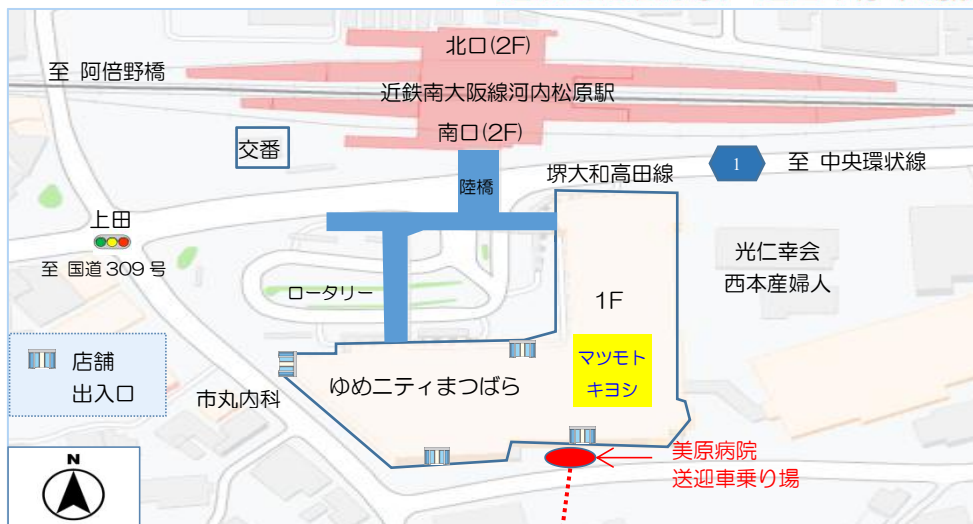 北口(2F)
至 阿倍野橋
近鉄南大阪線河内松原駅
南口(2F)
交番
1
至 中央環状線
堺大和高田線
陸橋
上田
至 国道309号
光仁幸会
西本産婦人
ロータリー
1F
店舗
出入口
マツモト
キヨシ
ゆめニティまつばら
市丸内科
美原病院
送迎車乗り場
N